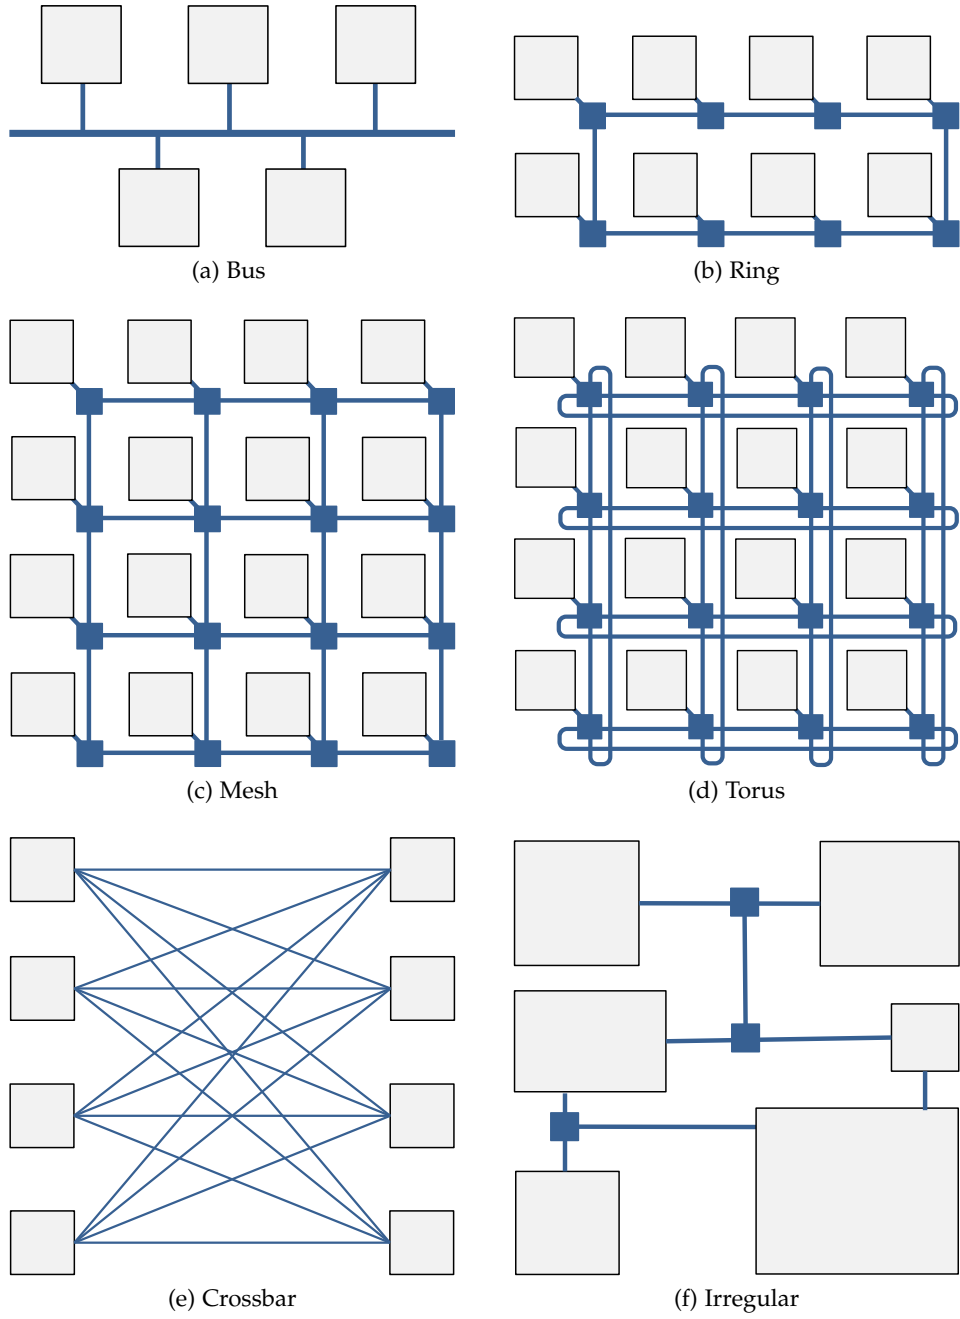 (a) Bus
(b) Ring
(c) Mesh
(d) Torus
(e) Crossbar
(f) Irregular